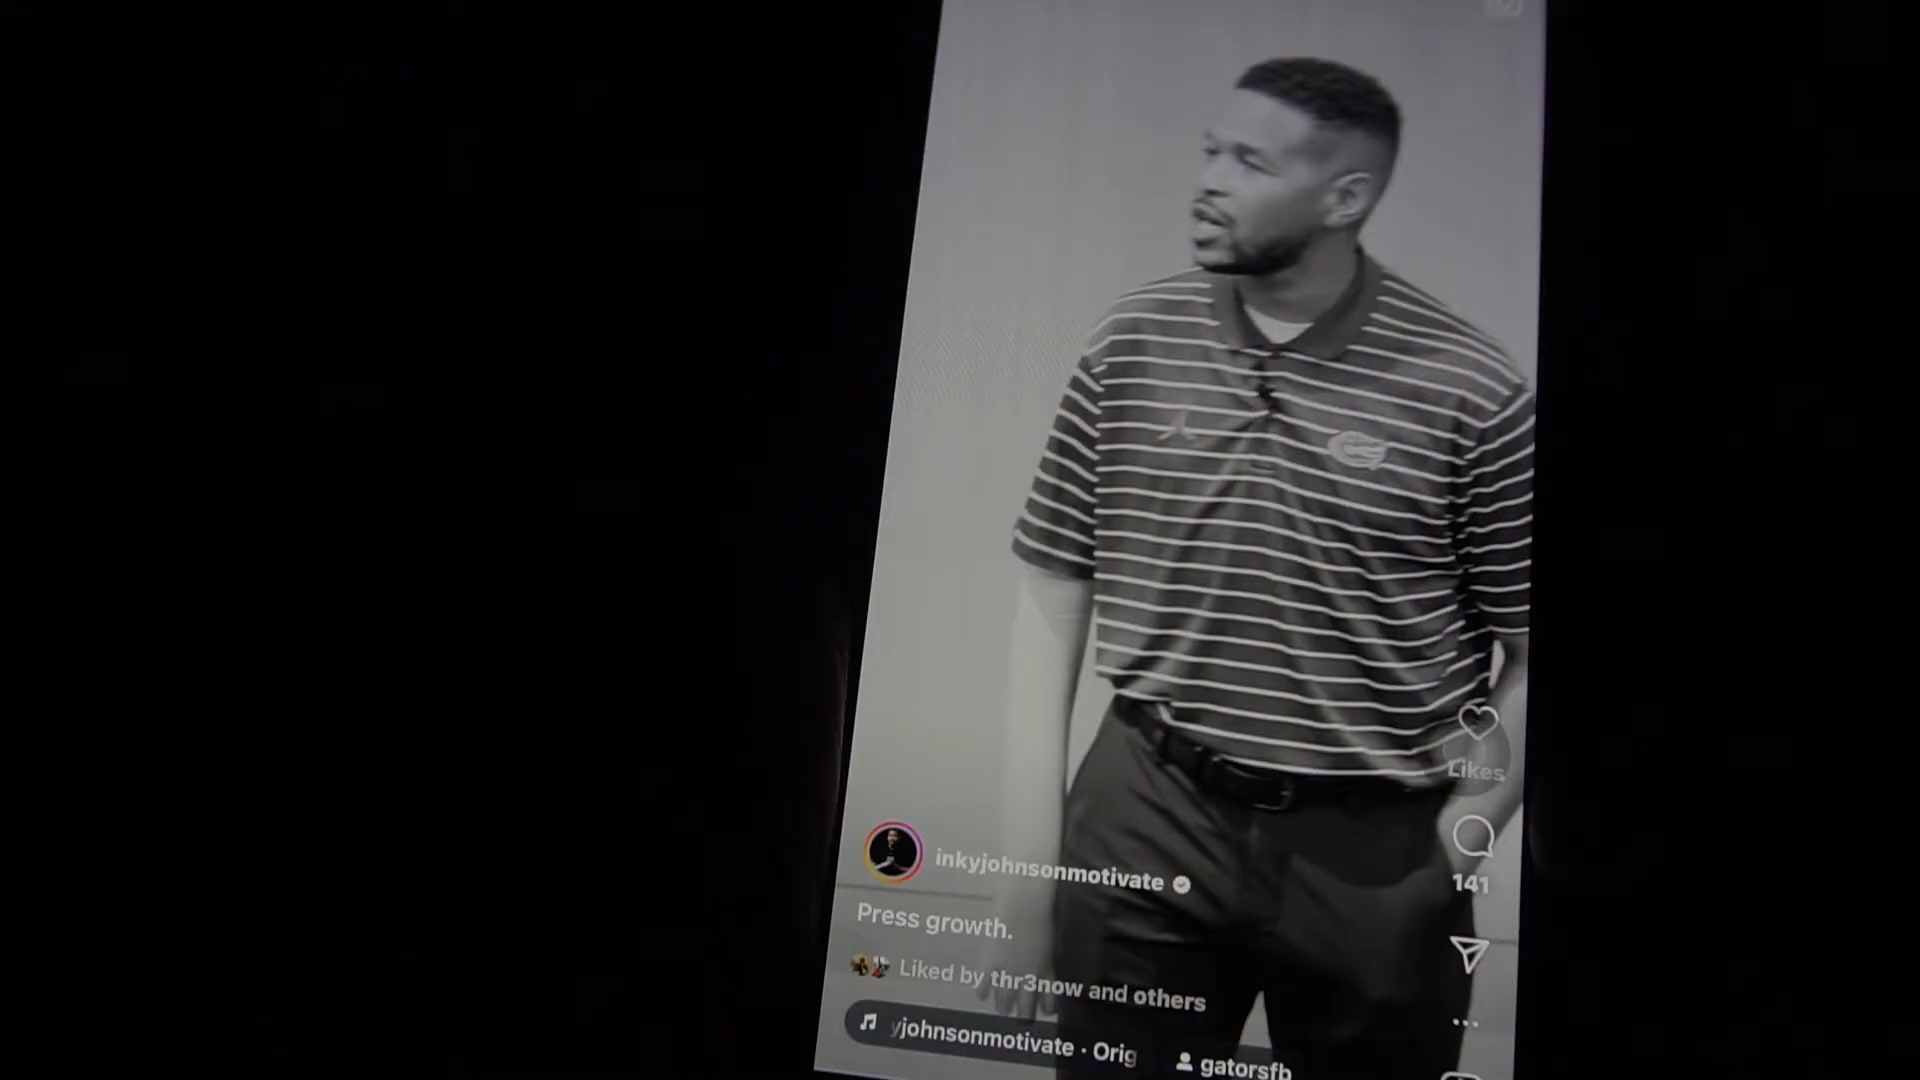 Likes
141
inkyjohnsonmotivate
Press growth.
Liked by thr3now and others
yjohnsonmotivate · Orig
gatorsfb